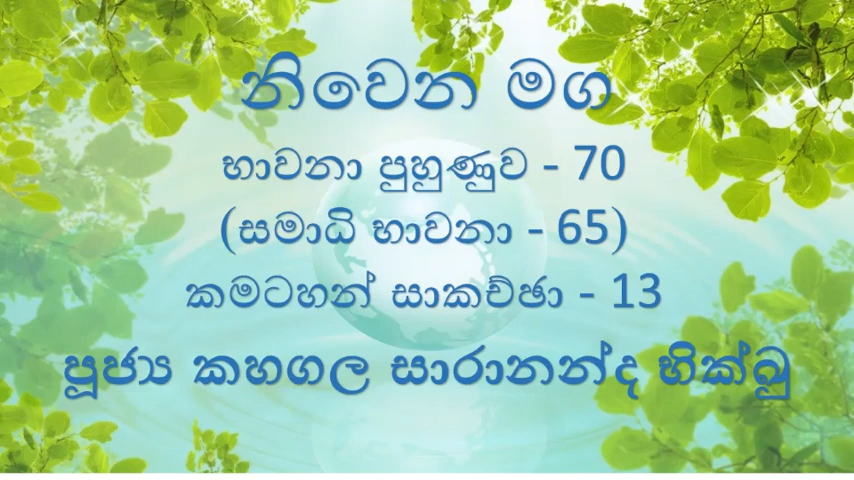 නිවෙන මග
භාවනා පුහුණුව - 70
(සමාධි භාවනා - 65)
කමටහන් සාකච්ඡා - 13
පූජ්‍ය කහගල සාරානන්ද භික්ඛු